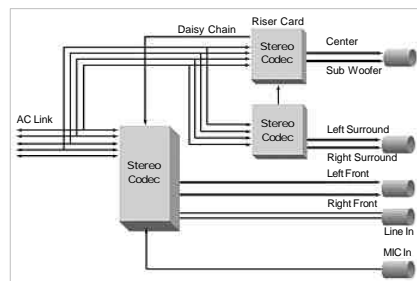 Riser Card
Daisy Chain
Stereo
Codec
Center
Sub Woofer
AC Link
Stereo
Codec
Left Surround
Right Surround
Stereo
Codec
Left Front
Right Front
Line In
MIC In